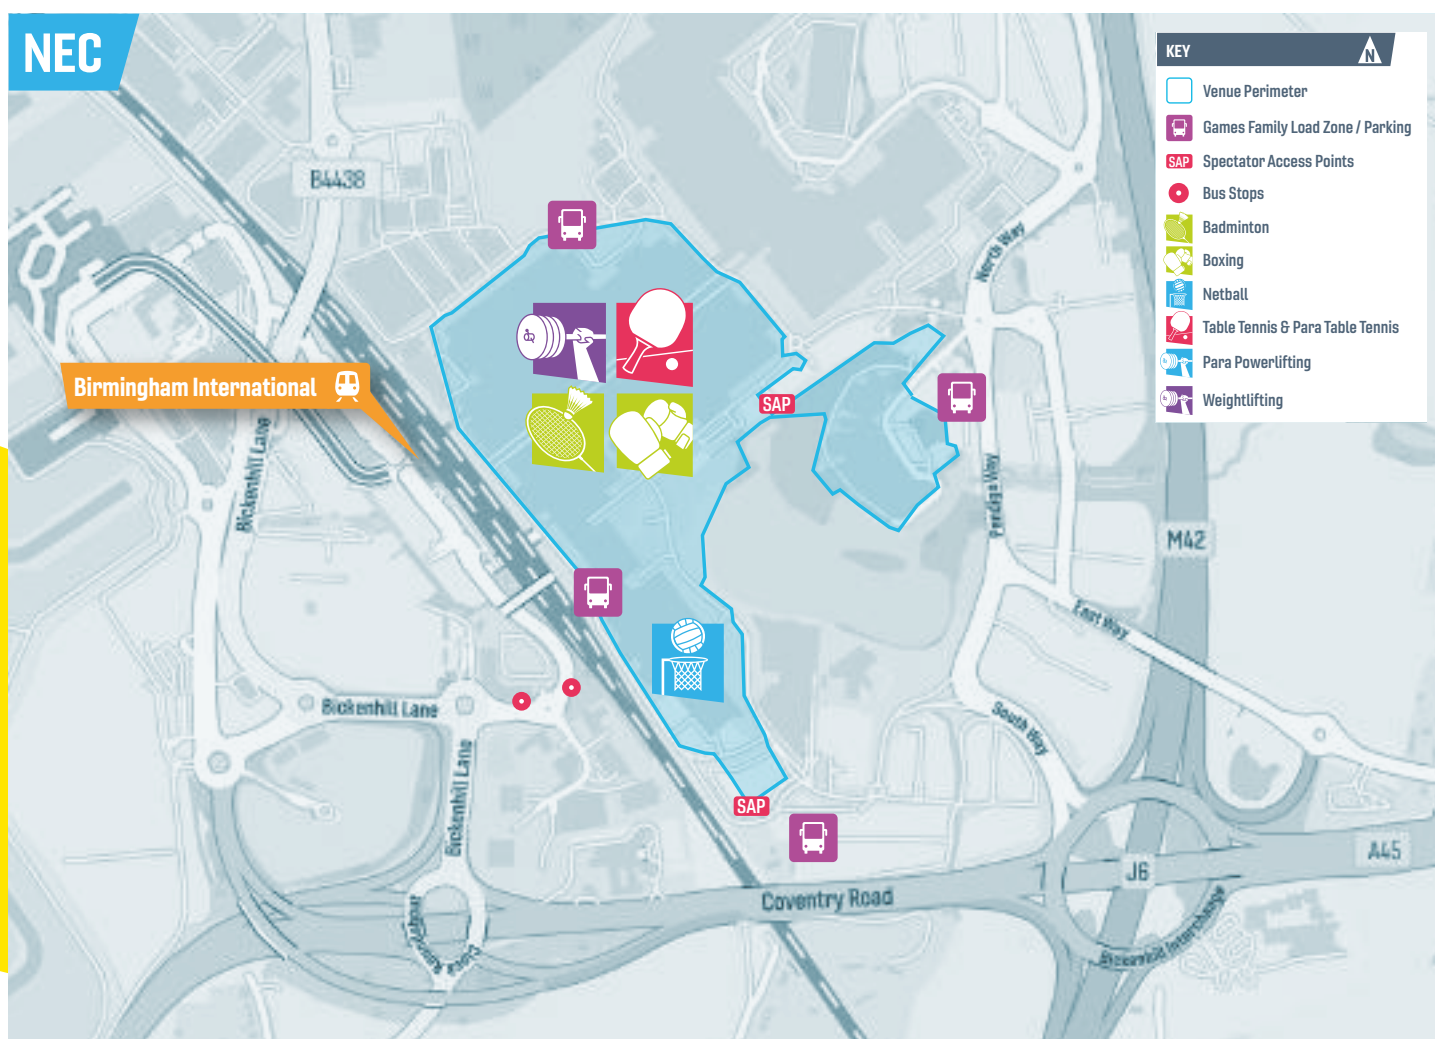 NEC
KEY
N
Venue Perimeter
Games Family Load Zone / Parking
SAP Spectator Access Points
Bus Stops
Badminton
Boxing
Netball
Table Tennis & Para Table Tennis
Para Powerlifting
Weightlifting
B4438
North Way
Birmingham International
SAP
Bickenhill Lane
Pendigo Way
M42
East Way
Bickenhill Lane
South Way
Bickenhill Lane
SAP
A45
J6
Coventry Road
Bickenhill Interchange
Clock Roundabout